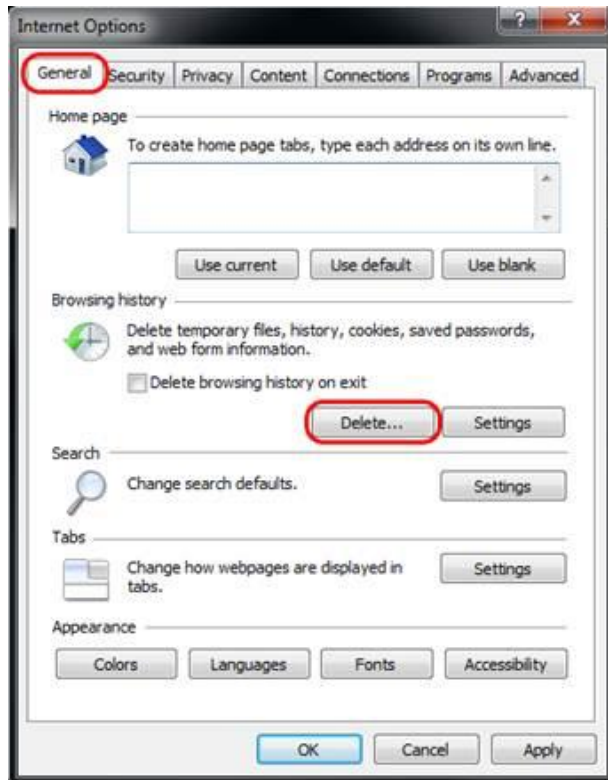 Internet Options
General Security Privacy Content Connections Programs Advanced
Home page
To create home page tabs, type each address on its own line.
Use current Use default Use blank
Browsing history
Delete temporary files, history, cookies, saved passwords,
and web form information.
Delete browsing history on exit
Delete... Settings
Search
Change search defaults. Settings
Tabs
Change how webpages are displayed in Settings
tabs.
Appearance
Colors Languages Fonts Accessibility
OK Cancel Apply